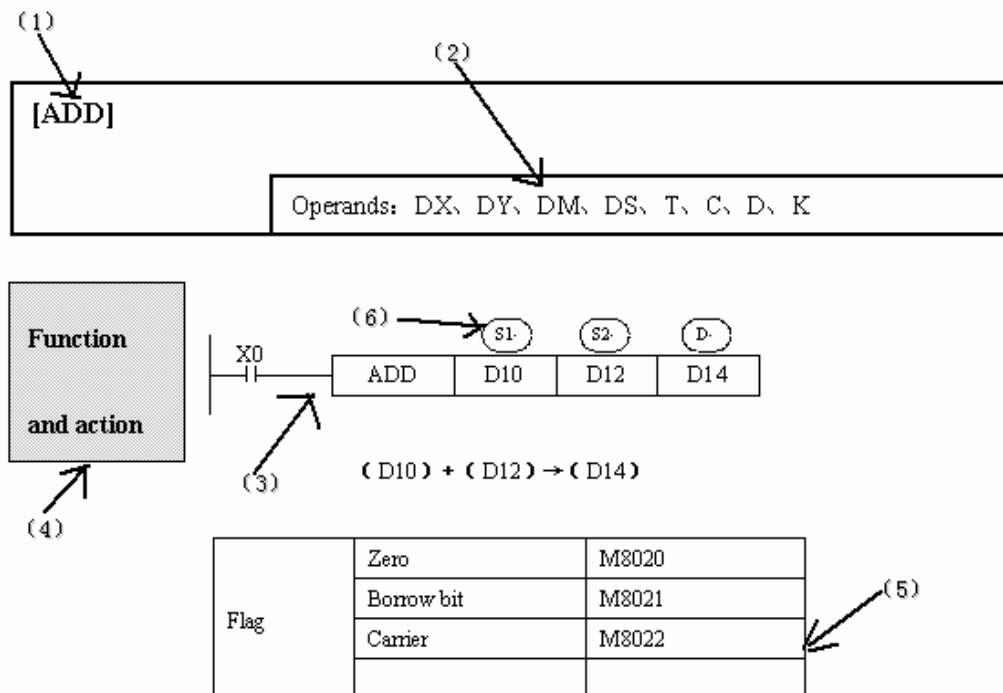 (1)
(2)
[ADD]
Operands: DX、DY、DM、DS、T、C、D、K
Function
and action
(6)
S1·
S2·
D·
X0
ADD
D10
D12
D14
(3)
(D10)+(D12)→(D14)
(4)
Flag
Zero
M8020
Borrow bit
M8021
Carrier
M8022
(5)